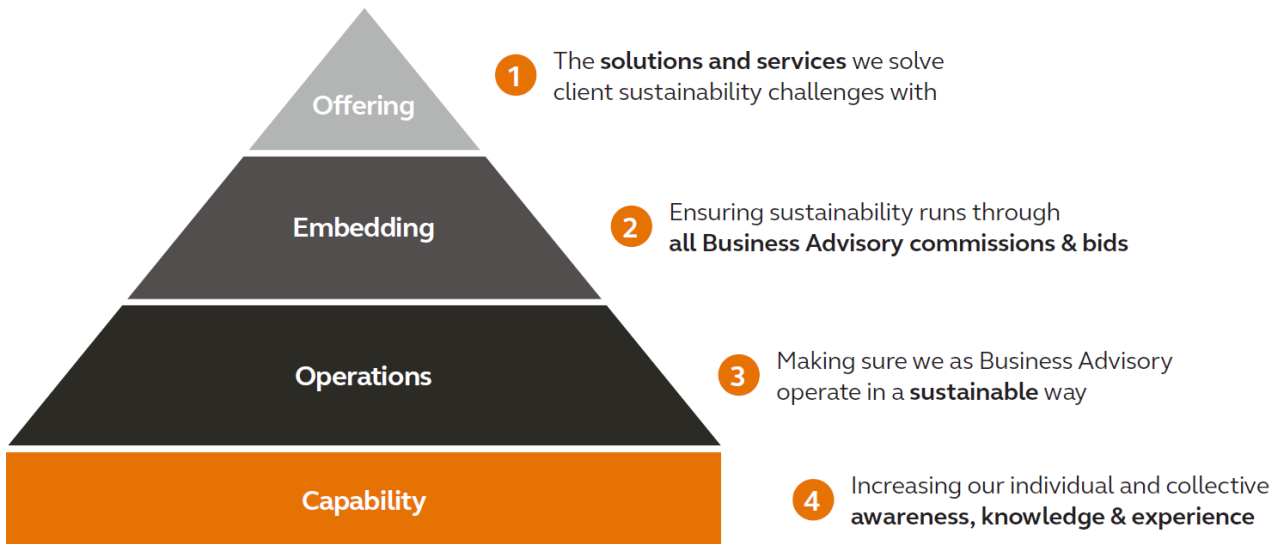 Offering
1
The solutions and services we solve
client sustainability challenges with
Embedding
2
Ensuring sustainability runs through
all Business Advisory commissions & bids
Operations
3
Making sure we as Business Advisory
operate in a sustainable way
Capability
4
Increasing our individual and collective
awareness, knowledge & experience